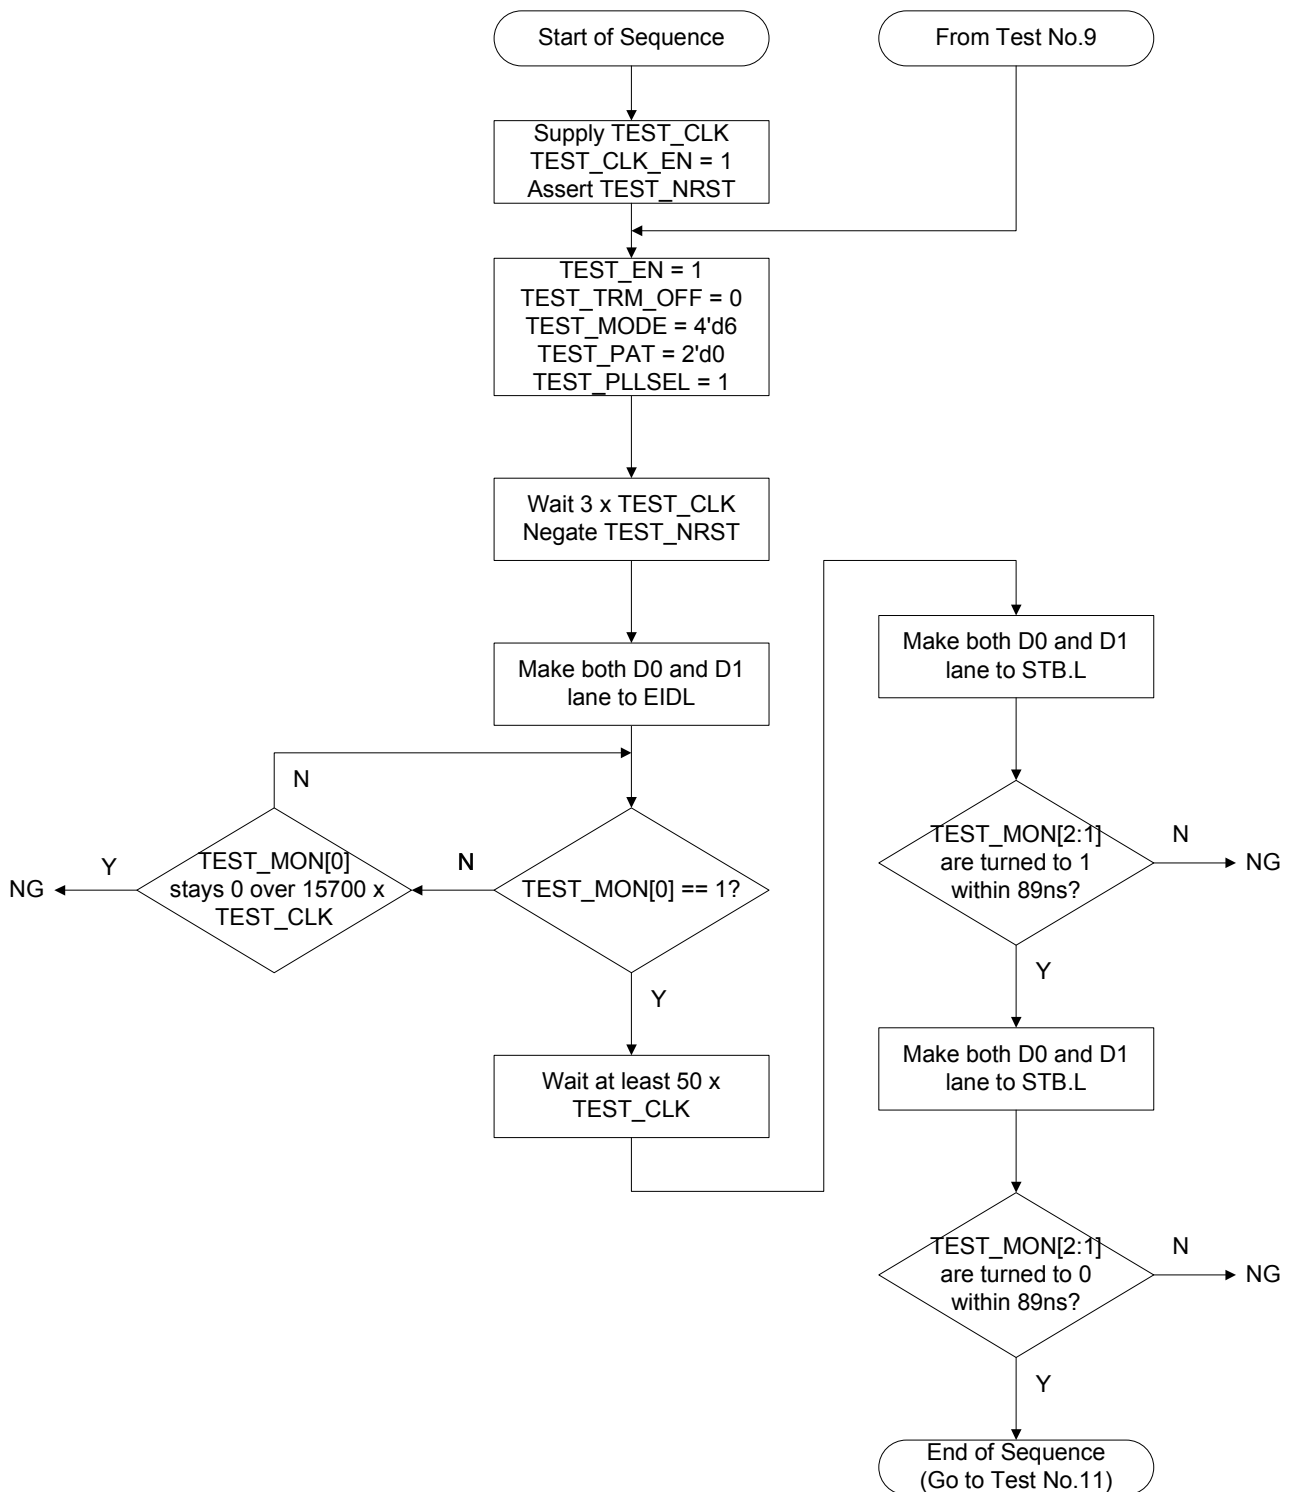 Start of Sequence
From Test No.9
Supply TEST_CLK
TEST_CLK_EN = 1
Assert TEST_NRST
TEST_EN = 1
TEST_TRM_OFF = 0
TEST_MODE = 4'd6
TEST_PAT = 2'd0
TEST_PLLSEL = 1
Wait 3 x TEST_CLK
Negate TEST_NRST
Make both D0 and D1
lane to EIDL
N
TEST_MON[0]
stays 0 over 15700 x
TEST_CLK
Y
NG
N
TEST_MON[0] == 1?
Y
Wait at least 50 x
TEST_CLK
Make both D0 and D1
lane to STB.L
TEST_MON[2:1]
are turned to 1
within 89ns?
N
NG
Y
Make both D0 and D1
lane to STB.L
TEST_MON[2:1]
are turned to 0
within 89ns?
N
NG
Y
End of Sequence
(Go to Test No.11)